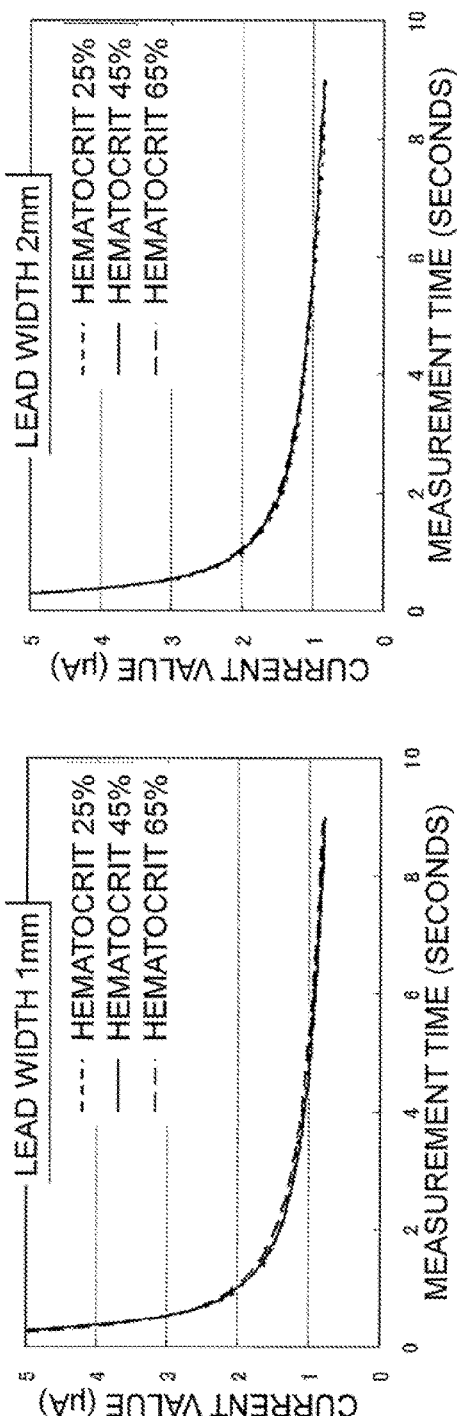 LEAD WIDTH 1mm
HEMATOCRIT 25%
HEMATOCRIT 45%
HEMATOCRIT 65%
CURRENT VALUE (μA)
5
4
3
2
1
0
0 2 4 6 8 10
MEASUREMENT TIME (SECONDS)
LEAD WIDTH 2mm
HEMATOCRIT 25%
HEMATOCRIT 45%
HEMATOCRIT 65%
CURRENT VALUE (μA)
5
4
3
2
1
0
0 2 4 6 8 10
MEASUREMENT TIME (SECONDS)